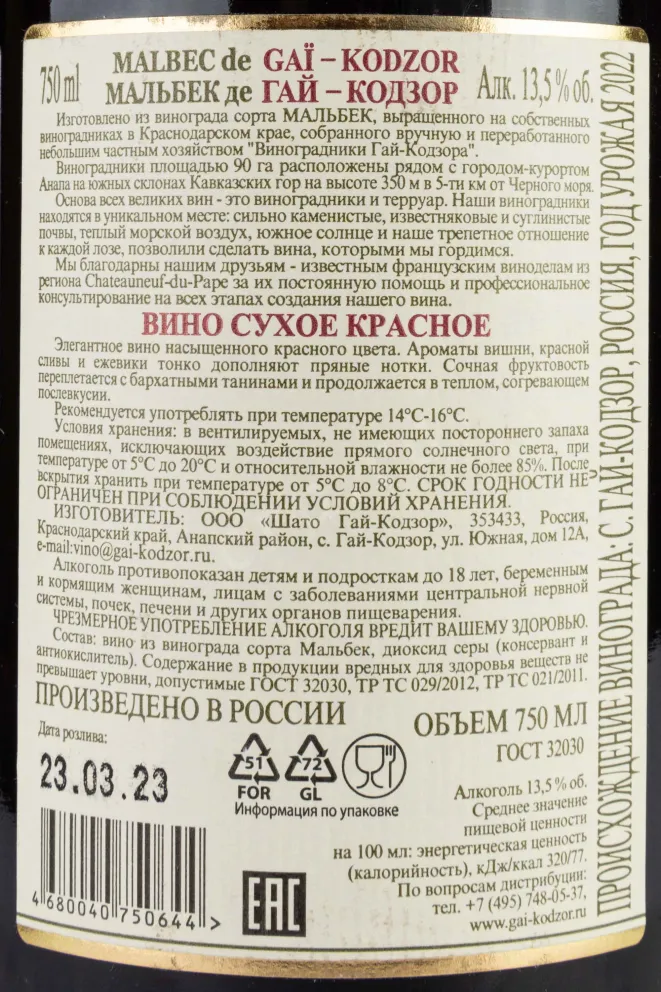 750 ml
MALBEC de GAÏ – KODZOR
МАЛЬБЕК де ГАЙ – КОДЗОР
Алк. 13,5 % об.
Изготовлено из винограда сорта МАЛЬБЕК, выращенного на собственных
виноградниках в Краснодарском крае, собранного вручную и переработанного
небольшим частным хозяйством "Виноградники Гай-Кодзора".
Виноградники площадью 90 га расположены рядом с городом-курортом
Анапа на южных склонах Кавказских гор на высоте 350 м в 5-ти км от Черного моря.
Основа всех великих вин - это виноградники и терруар. Наши виноградники
находятся в уникальном месте: сильно каменистые, известняковые и суглинистые
почвы, теплый морской воздух, южное солнце и наше трепетное отношение
к каждой лозе, позволили сделать вина, которыми мы гордимся.
Мы благодарны нашим друзьям - известным французским виноделам из
региона Chateauneuf-du-Pape за их постоянную помощь и профессиональное
консультирование на всех этапах создания нашего вина.
ВИНО СУХОЕ КРАСНОЕ
Элегантное вино насыщенного красного цвета. Ароматы вишни, красной
сливы и ежевики тонко дополняют пряные нотки. Сочная фруктовость
переплетается с бархатными танинами и продолжается в теплом, согревающем
послевкусии.
Рекомендуется употреблять при температуре 14°С-16°С.
Условия хранения: в вентилируемых, не имеющих постороннего запаха
помещениях, исключающих воздействие прямого солнечного света, при
температуре от 5°С до 20°С и относительной влажности не более 85%. После
вскрытия хранить при температуре от 5°С до 8°С. СРОК ГОДНОСТИ НЕ
ОГРАНИЧЕН ПРИ СОБЛЮДЕНИИ УСЛОВИЙ ХРАНЕНИЯ.
ИЗГОТОВИТЕЛЬ: ООО «Шато Гай-Кодзор», 353433, Россия,
Краснодарский край, Анапский район, с. Гай-Кодзор, ул. Южная, дом 12А,
e-mail:vino@gai-kodzor.ru.
Алкоголь противопоказан детям и подросткам до 18 лет, беременным
и кормящим женщинам, лицам с заболеваниями центральной нервной
системы, почек, печени и других органов пищеварения.
ЧРЕЗМЕРНОЕ УПОТРЕБЛЕНИЕ АЛКОГОЛЯ ВРЕДИТ ВАШЕМУ ЗДОРОВЬЮ.
Состав: вино из винограда сорта Мальбек, диоксид серы (консервант и
антиокислитель). Содержание в продукции вредных для здоровья веществ не
превышает уровни, допустимые ГОСТ 32030, ТР ТС 029/2012, ТР ТС 021/2011.
ПРОИЗВЕДЕНО В РОССИИ
Дата розлива:
23.03.23
51
FOR
72
GL
Информация по упаковке
ОБЪЕМ 750 МЛ
ГОСТ 32030
Алкоголь 13,5 % об.
Среднее значение
пищевой ценности
на 100 мл: энергетическая ценность
(калорийность), кДж/ккал 320/77.
По вопросам дистрибуции:
тел. +7 (495) 748-05-37,
www.gai-kodzor.ru
4 680040 750644 >
EAC
ПРОИСХОЖДЕНИЕ ВИНОГРАДА: С. ГАЙ-КОДЗОР, РОССИЯ, ГОД УРОЖАЯ 2022